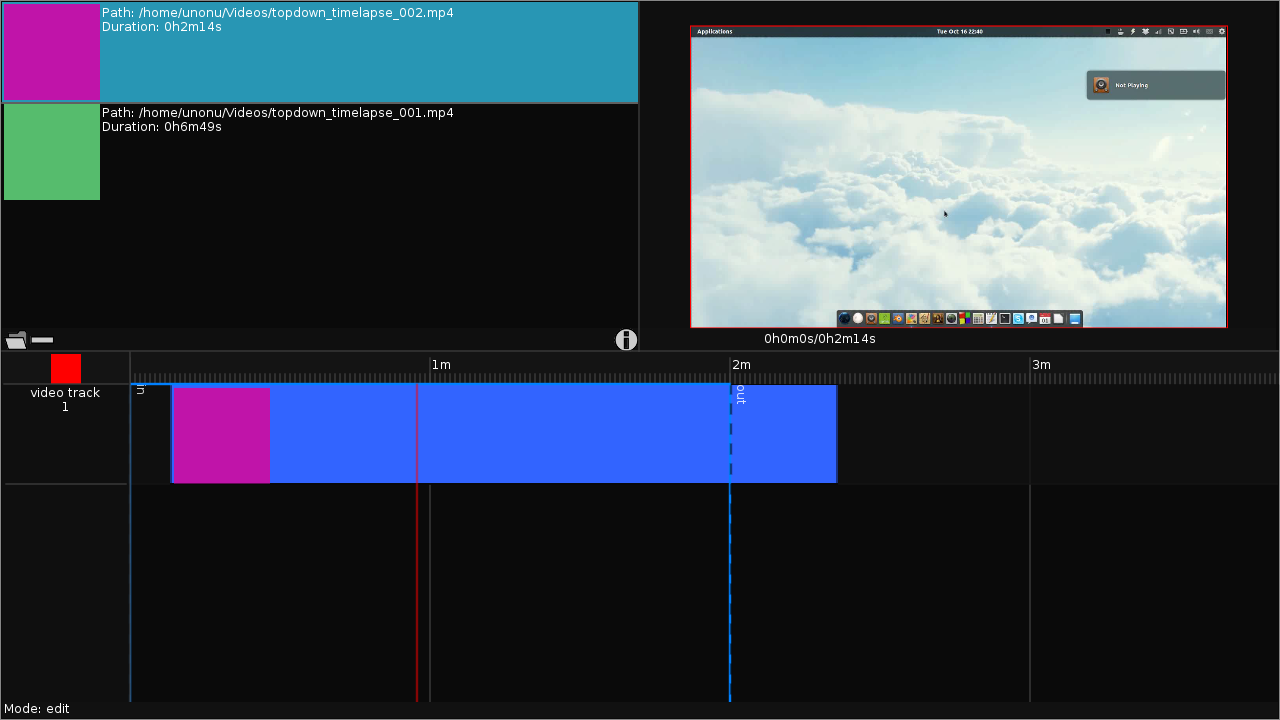 Path: /home/unonu/Videos/topdown_timelapse_002.mp4
Duration: 0h2m14s
Path: /home/unonu/Videos/topdown_timelapse_001.mp4
Duration: 0h6m49s
Applications
Tue Oct 16 22:40
Not Playing
0h0m0s/0h2m14s
1m
2m
3m
video track
1
in
out
Mode: edit